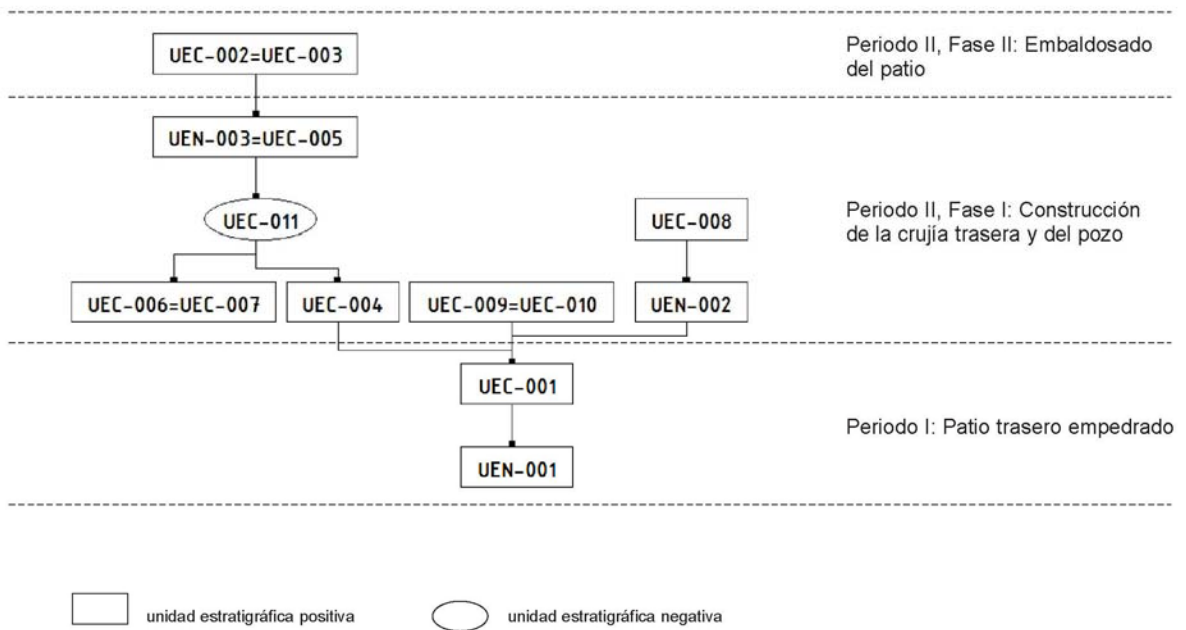 UEC-002=UEC-003
Periodo II, Fase II: Embaldosado
del patio
UEN-003=UEC-005
UEC-011
UEC-008
Periodo II, Fase I: Construcción
de la crujía trasera y del pozo
UEC-006=UEC-007
UEC-004
UEC-009=UEC-010
UEN-002
UEC-001
Periodo I: Patio trasero empedrado
UEN-001
unidad estratigráfica positiva
unidad estratigráfica negativa